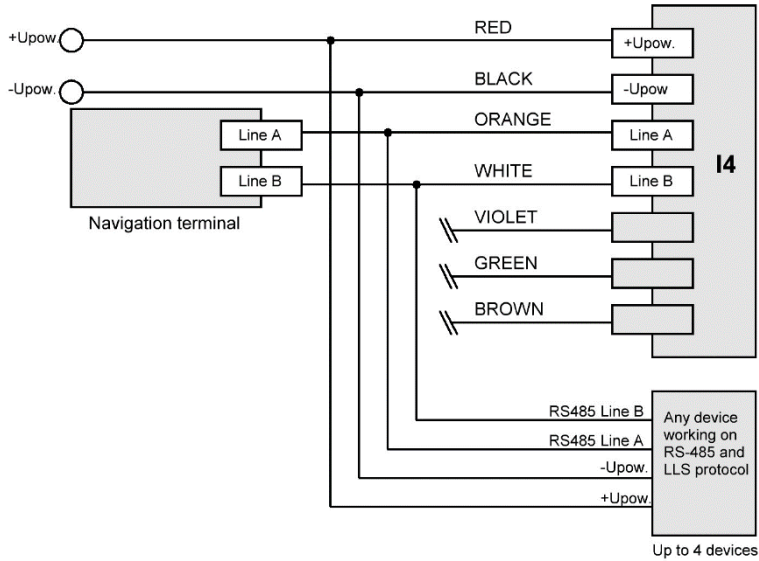 RED
+Upow.
+Upow.
BLACK
-Upow.
-Upow
ORANGE
Line A
Line A
I4
WHITE
Line B
Line B
Navigation terminal
VIOLET
GREEN
BROWN
RS485 Line B
RS485 Line A
-Upow.
+Upow.
Any device
working on
RS-485 and
LLS protocol
Up to 4 devices